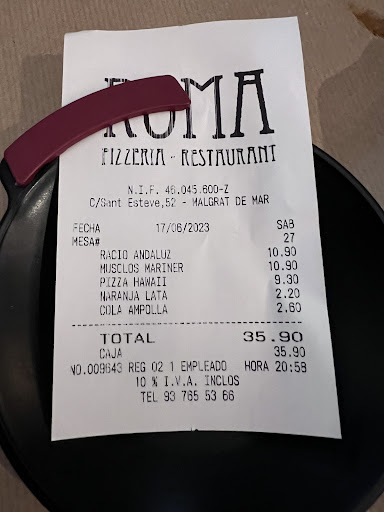 ROMA
PIZZERIA - RESTAURANT
N.I.F. 46.045.600-Z
C/Sant Esteve,52 - MALGRAT DE MAR
FECHA 17/06/2023 SAB
MESA# 27
RACIO ANDALUZ 10.90
MUSCLOS MARINER 10.90
PIZZA HAWAII 9.30
NARANJA LATA 2.20
COLA AMPOLLA 2.60
TOTAL 35.90
CAJA 35.90
NO.009643 REG 02 1 EMPLEADO HORA 20:58
10 % I.V.A. INCLOS
TEL 93 765 53 66